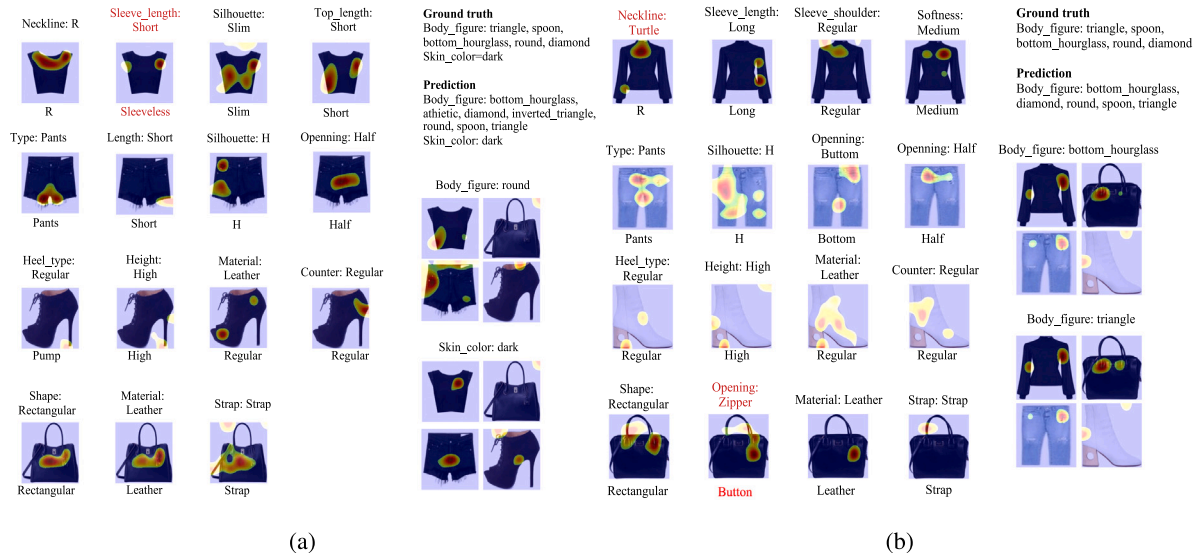 Neckline: R
Sleeve_length:
Short
Silhouette:
Slim
Top_length:
Short
R
Sleeveless
Slim
Short
Type: Pants
Length: Short
Silhouette: H
Openning: Half
Pants
Short
H
Half
Heel_type:
Regular
Height:
High
Material:
Leather
Counter: Regular
Pump
High
Regular
Regular
Shape:
Rectangular
Material:
Leather
Strap: Strap
Rectangular
Leather
Strap
Ground truth
Body_figure: triangle, spoon,
bottom_hourglass, round, diamond
Skin_color=dark
Prediction
Body_figure: bottom_hourglass,
athietic, diamond, inverted_triangle,
round, spoon, triangle
Skin_color: dark
Body_figure: round
Skin_color: dark
(a)
Neckline:
Turtle
Sleeve_length:
Long
Sleeve_shoulder:
Regular
Softness:
Medium
R
Long
Regular
Medium
Type: Pants
Silhouette: H
Openning:
Buttom
Openning: Half
Pants
H
Bottom
Half
Heel_type:
Regular
Height: High
Material:
Leather
Counter: Regular
Regular
High
Regular
Regular
Shape:
Rectangular
Opening:
Zipper
Material: Leather
Strap: Strap
Rectangular
Button
Leather
Strap
Ground truth
Body_figure: triangle, spoon,
bottom_hourglass, round, diamond
Prediction
Body_figure: bottom_hourglass,
diamond, round, spoon, triangle
Body_figure: bottom_hourglass
Body_figure: triangle
(b)